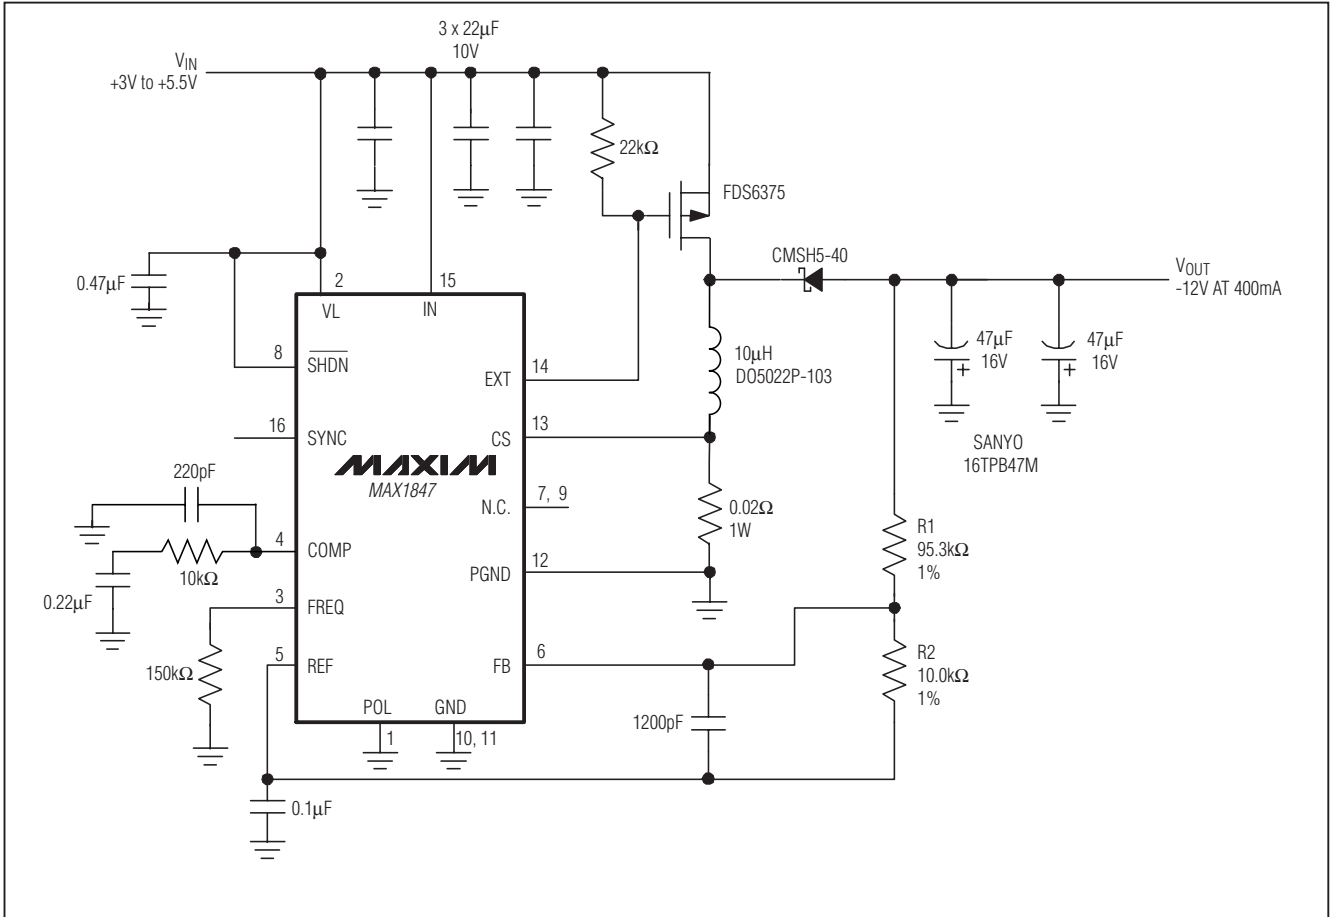 3 x 22µF
10V
VIN
+3V to +5.5V
22kΩ
FDS6375
CMSH5-40
VOUT
-12V AT 400mA
0.47µF
2
15
VL
IN
8
SHDN
14
EXT
10µH
DO5022P-103
47µF
16V
47µF
16V
16
SYNC
13
CS
SANYO
16TPB47M
MAXIM
MAX1847
220pF
7, 9
N.C.
0.02Ω
1W
R1
95.3kΩ
1%
4
COMP
10kΩ
12
PGND
0.22µF
3
FREQ
150kΩ
5
REF
6
FB
R2
10.0kΩ
1%
POL
GND
1
10, 11
1200pF
0.1µF